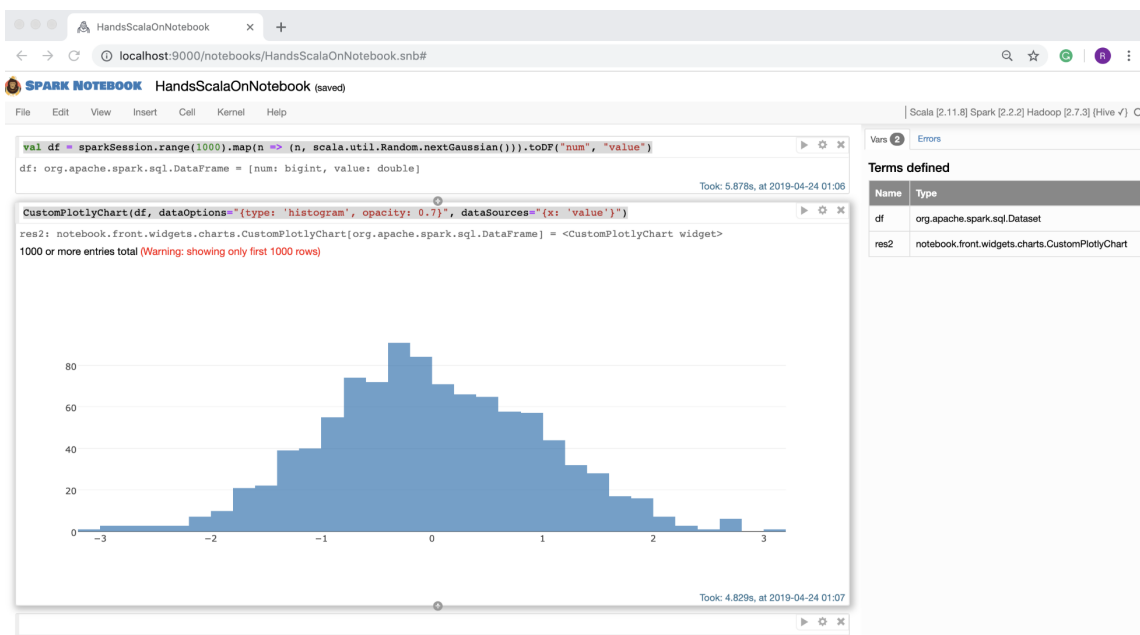 HandsScalaOnNotebook × +
localhost:9000/notebooks/HandsScalaOnNotebook.snb# G R
SPARK NOTEBOOK HandsScalaOnNotebook (saved)
File Edit View Insert Cell Kernel Help Scala [2.11.8] Spark [2.2.2] Hadoop [2.7.3] {Hive ✓}
val df = sparkSession.range(1000).map(n => (n, scala.util.Random.nextGaussian())).toDF("num", "value")
df: org.apache.spark.sql.DataFrame = [num: bigint, value: double]
Took: 5.878s, at 2019-04-24 01:06
CustomPlotlyChart(df, dataOptions="{type: 'histogram', opacity: 0.7}", dataSources="{x: 'value'}")
res2: notebook.front.widgets.charts.CustomPlotlyChart[org.apache.spark.sql.DataFrame] = <CustomPlotlyChart widget>
1000 or more entries total (Warning: showing only first 1000 rows)
80
60
40
20
0
−3 −2 −1 0 1 2 3
Took: 4.829s, at 2019-04-24 01:07
Vars 2 Errors
Terms defined
Name Type
df org.apache.spark.sql.Dataset
res2 notebook.front.widgets.charts.CustomPlotlyChart